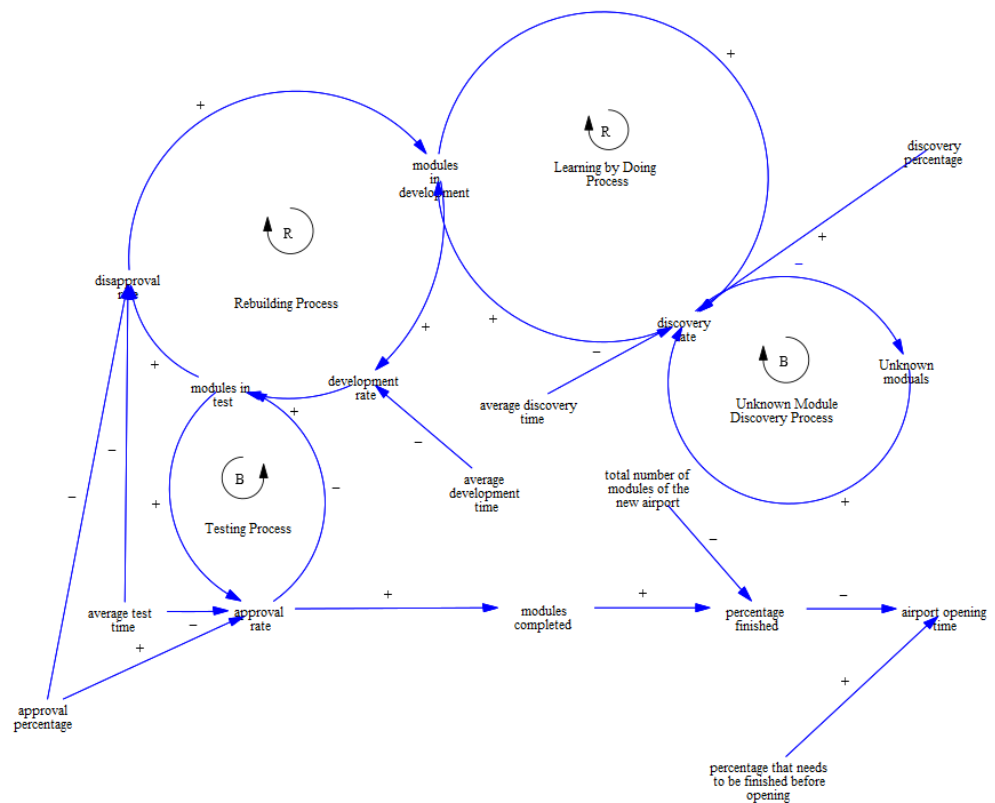 +
+
modules
in
development
R
Learning by Doing
Process
discovery
percentage
+
−
R
Rebuilding Process
disapproval
rate
+
+
−
discovery
rate
+
modules in
test
+
development
rate
average discovery
time
B
Unknown Module
Discovery Process
Unknown
moduals
+
−
average
development
time
−
−
B
Testing Process
+
−
total number of
modules of the
new airport
−
average test
time
−
+
approval
rate
+
modules
completed
+
percentage
finished
−
airport opening
time
approval
percentage
+
percentage that needs
to be finished before
opening